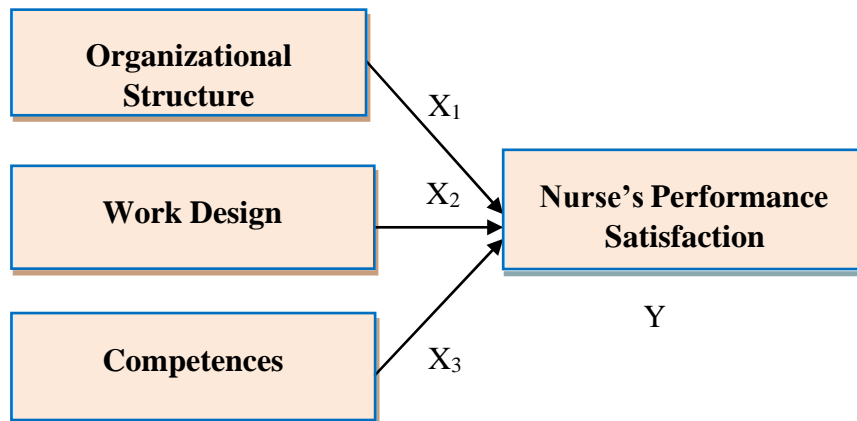 Organizational
Structure
X₁
Work Design
X₂
Nurse’s Performance
Satisfaction
Y
Competences
X₃